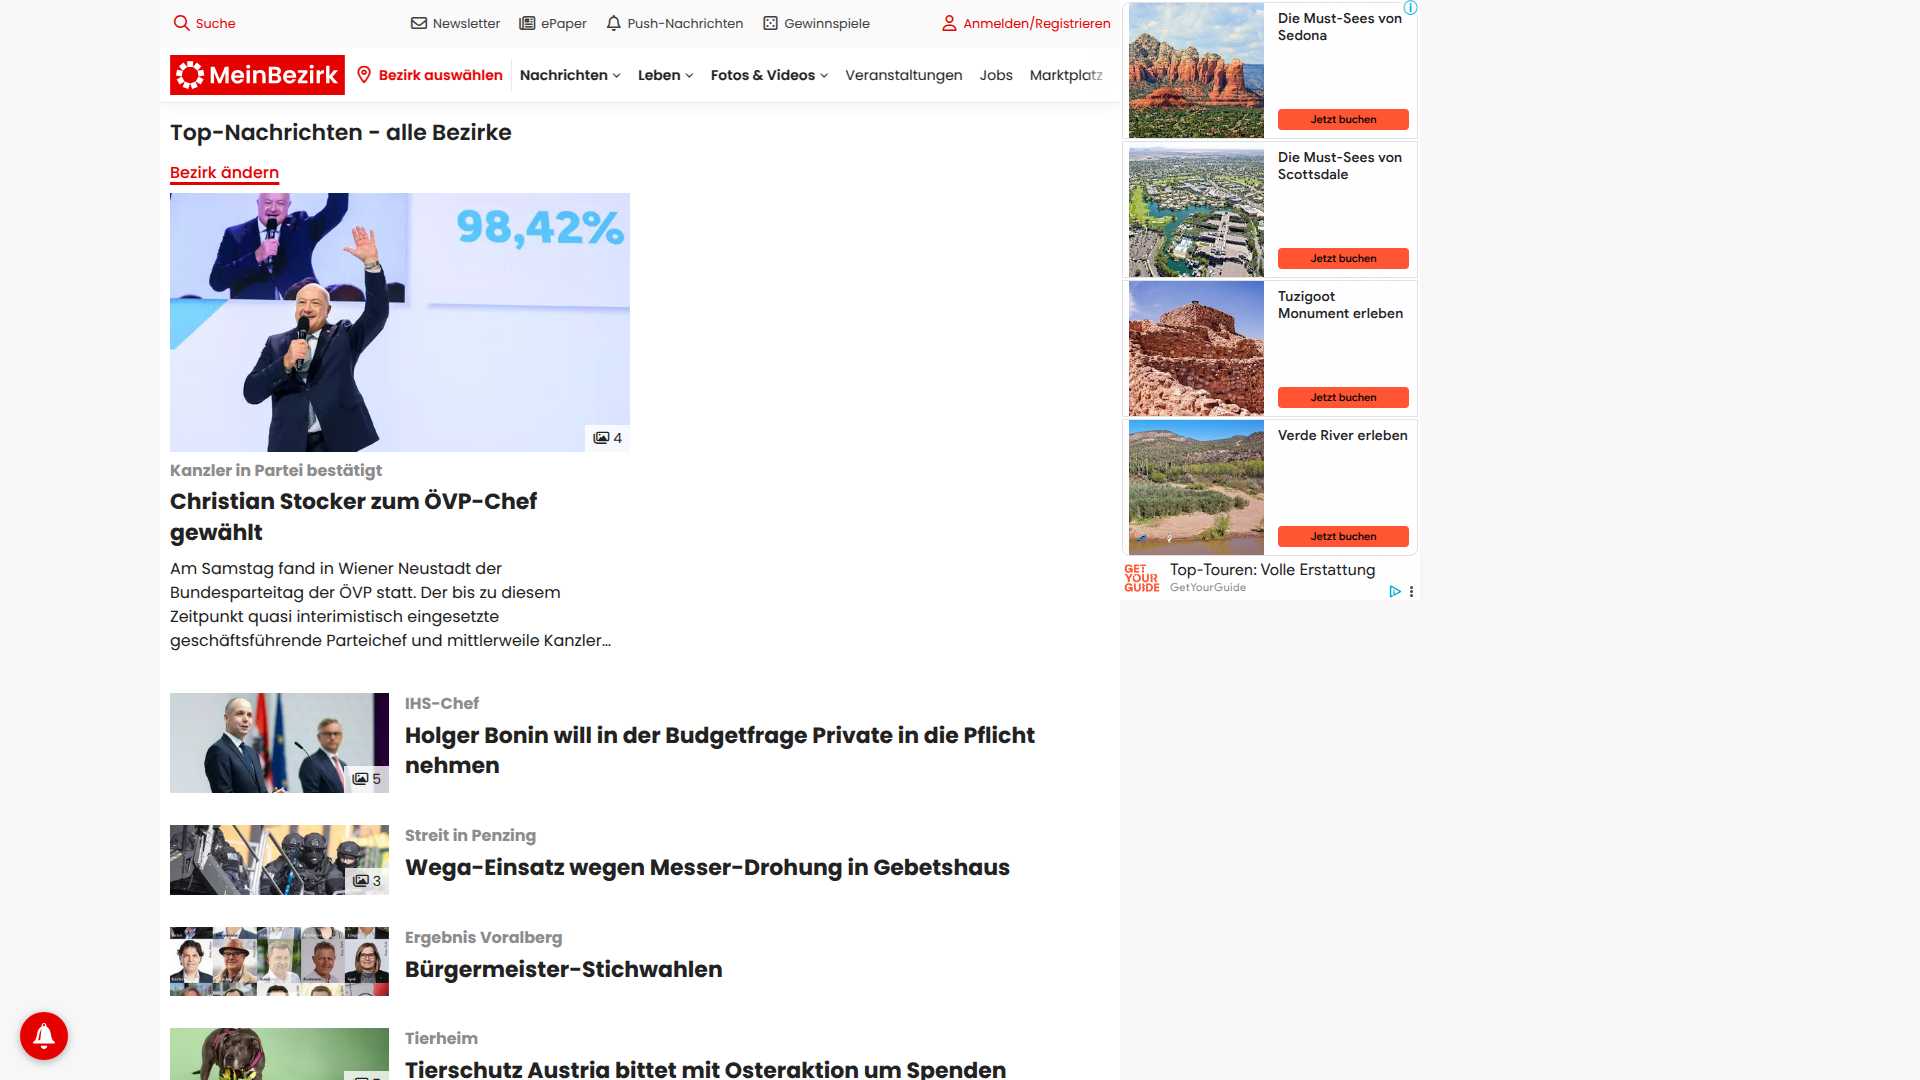 Suche
Newsletter
ePaper
Push-Nachrichten
Gewinnspiele
Anmelden/Registrieren
MeinBezirk
Bezirk auswählen
Nachrichten
Leben
Fotos & Videos
Veranstaltungen
Jobs
Marktplatz
Top-Nachrichten - alle Bezirke
Bezirk ändern
98,42%
4
Kanzler in Partei bestätigt
Christian Stocker zum ÖVP-Chef
gewählt
Am Samstag fand in Wiener Neustadt der
Bundesparteitag der ÖVP statt. Der bis zu diesem
Zeitpunkt quasi interimistisch eingesetzte
geschäftsführende Parteichef und mittlerweile Kanzler...
5
IHS-Chef
Holger Bonin will in der Budgetfrage Private in die Pflicht
nehmen
3
Streit in Penzing
Wega-Einsatz wegen Messer-Drohung in Gebetshaus
Ergebnis Voralberg
Bürgermeister-Stichwahlen
Tierheim
Tierschutz Austria bittet mit Osteraktion um Spenden
Die Must-Sees von
Sedona
Jetzt buchen
Die Must-Sees von
Scottsdale
Jetzt buchen
Tuzigoot
Monument erleben
Jetzt buchen
Verde River erleben
Jetzt buchen
GET
YOUR
GUIDE
Top-Touren: Volle Erstattung
GetYourGuide